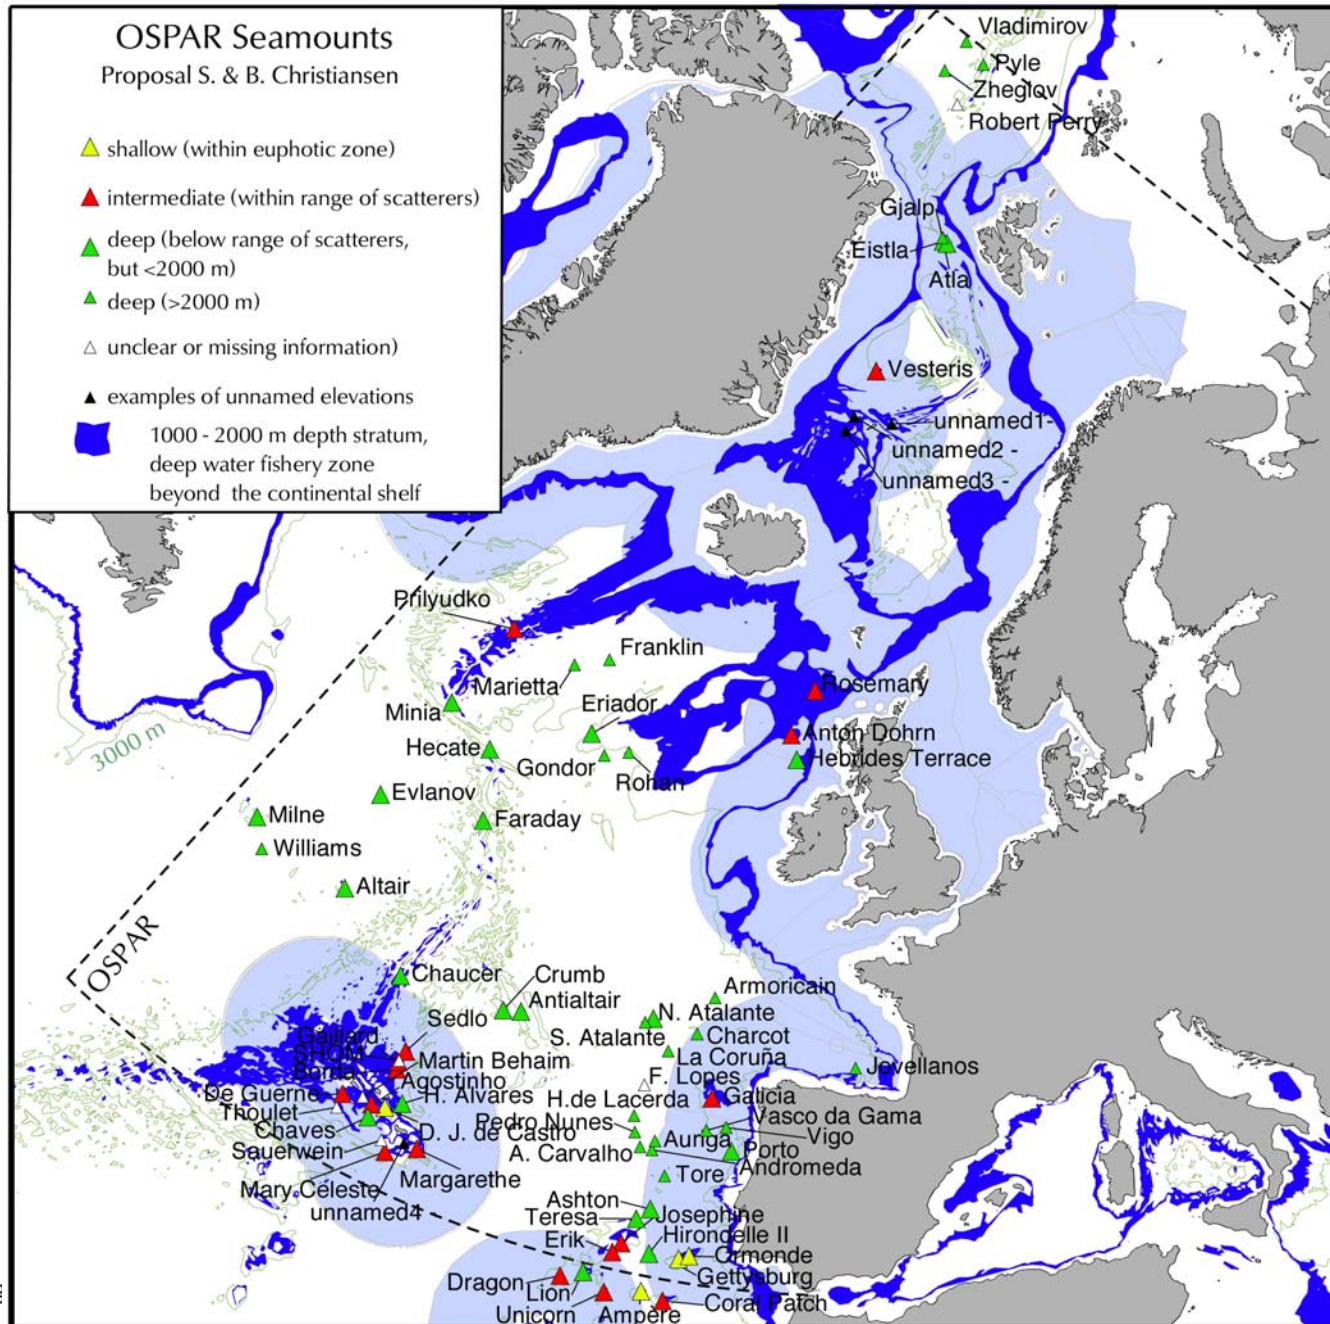 OSPAR Seamounts
Proposal S. & B. Christiansen
shallow (within euphotic zone)
intermediate (within range of scatterers)
deep (below range of scatterers,
but <2000 m)
deep (>2000 m)
unclear or missing information)
examples of unnamed elevations
1000 - 2000 m depth stratum,
deep water fishery zone
beyond the continental shelf
Vladimirov
Pyle
Zheglov
Robert Perry
Gjalp
Eistla
Atla
Vesteris
unnamed1-
unnamed2 -
unnamed3 -
Prilyudko
Franklin
Marietta
Rosemary
Minia
Eriador
Anton Dohrn
Hecate
Hebrides Terrace
Gondor
Rohan
3000 m
Evlanov
Milne
Faraday
Williams
Altair
OSPAR
Chaucer
Crumb
Armoricain
Antialtair
Sedlo
N. Atalante
S. Atalante
Charcot
Gaillard
SHOM
Martin Behaim
La Coruña
Jovellanos
Borda
Agostinho
F. Lopes
De Guerne
H. Alvares
H.de Lacerda
Galicia
Thoulet
Vasco da Gama
Chaves
D. J. de Castro
Pedro Nunes
Vigo
Sauerwein
A. Carvalho
Auriga
Porto
Andromeda
Mary Celeste
Margarethe
Tore
unnamed4
Ashton
Teresa
Josephine
Erik
Hirondelle II
Ormonde
Gettysburg
Dragon
Lion
Unicorn
Ampère
Coral Patch